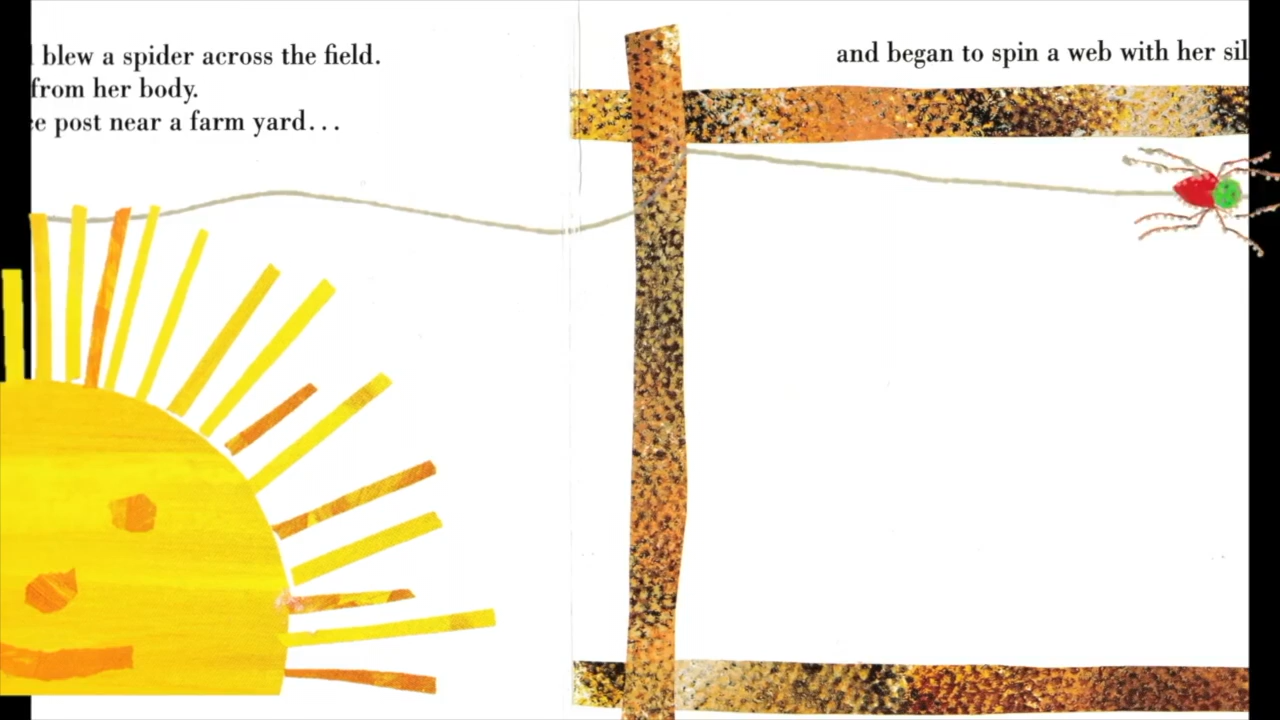 blew a spider across the field.
from her body.
post near a farm yard...
and began to spin a web with her